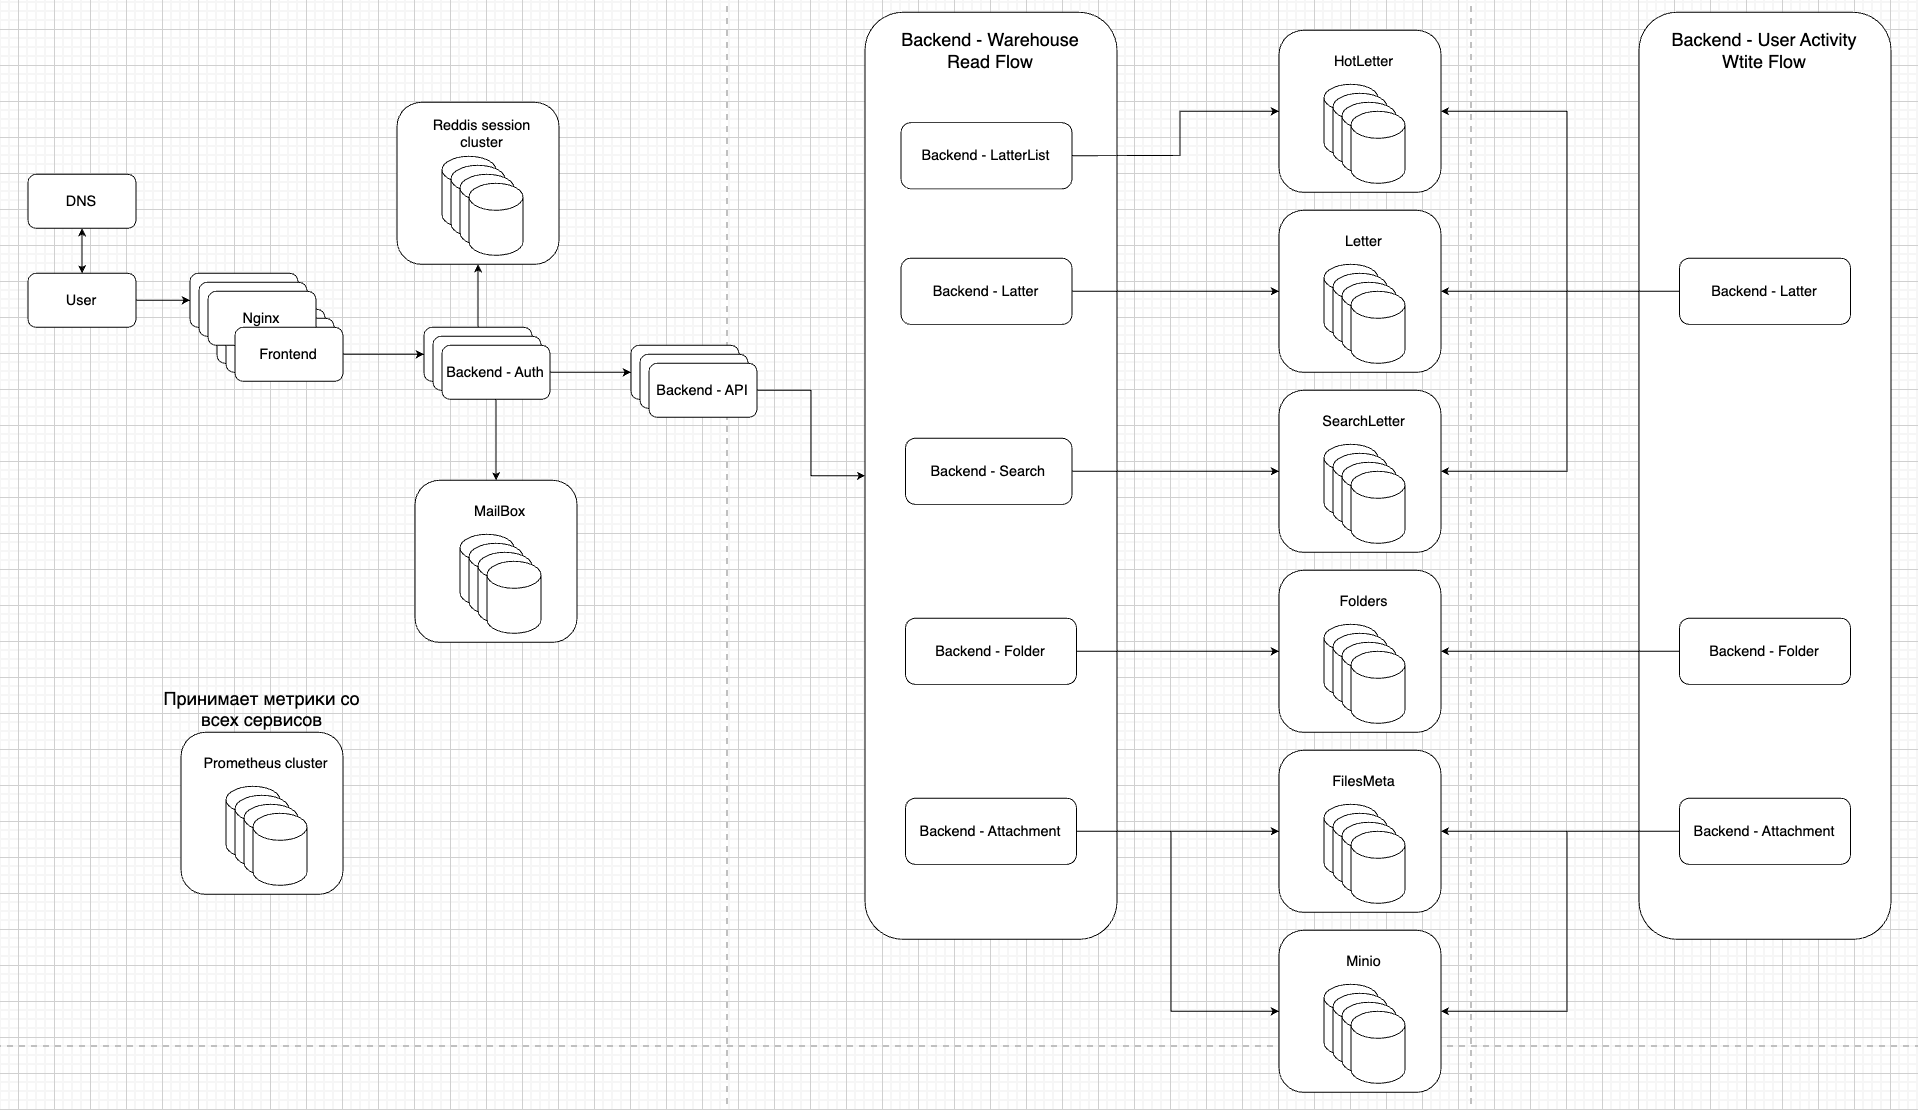 DNS
User
Nginx
Frontend
Reddis session
cluster
Backend - Auth
Backend - API
MailBox
Принимает метрики со
всех сервисов
Prometheus cluster
Backend - Warehouse
Read Flow
Backend - LatterList
Backend - Latter
Backend - Search
Backend - Folder
Backend - Attachment
HotLetter
Letter
SearchLetter
Folders
FilesMeta
Minio
Backend - User Activity
Wtite Flow
Backend - Latter
Backend - Folder
Backend - Attachment